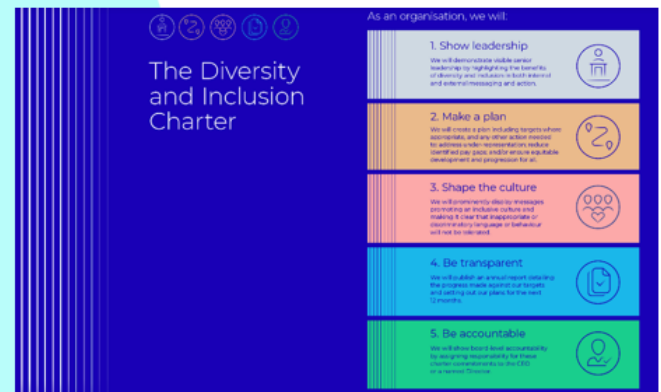 As an organisation, we will:
The Diversity
and Inclusion
Charter
1. Show leadership
We will demonstrate visible senior
leadership by highlighting the benefits
of diversity and inclusion in both internal
and external messaging and action.
2. Make a plan
We will create a plan including targets where
appropriate, and any other action needed
to address under-representation, reduce
identified pay gaps, and/or ensure equitable
development and progression for all.
3. Shape the culture
We will prominently display messages
promoting an inclusive culture and
making it clear that inappropriate or
discriminatory language or behaviour
will not be tolerated.
4. Be transparent
We will publish an annual report detailing
the progress made against our targets
and setting out our plans for the next
12 months.
5. Be accountable
We will show board level accountability
by assigning responsibility for these
charter commitments to the CEO
or a named Director.